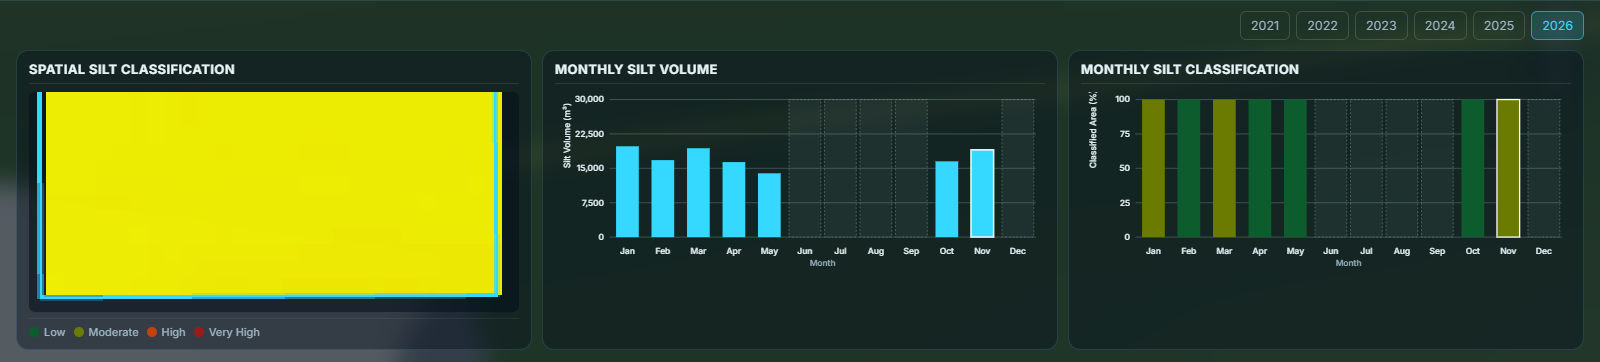 2021 2022 2023 2024 2025 2026
SPATIAL SILT CLASSIFICATION
Low Moderate High Very High
MONTHLY SILT VOLUME
Silt Volume (m³)
30,000
22,500
15,000
7,500
0
Jan Feb Mar Apr May Jun Jul Aug Sep Oct Nov Dec
Month
MONTHLY SILT CLASSIFICATION
Classified Area (%)
100
75
50
25
0
Jan Feb Mar Apr May Jun Jul Aug Sep Oct Nov Dec
Month